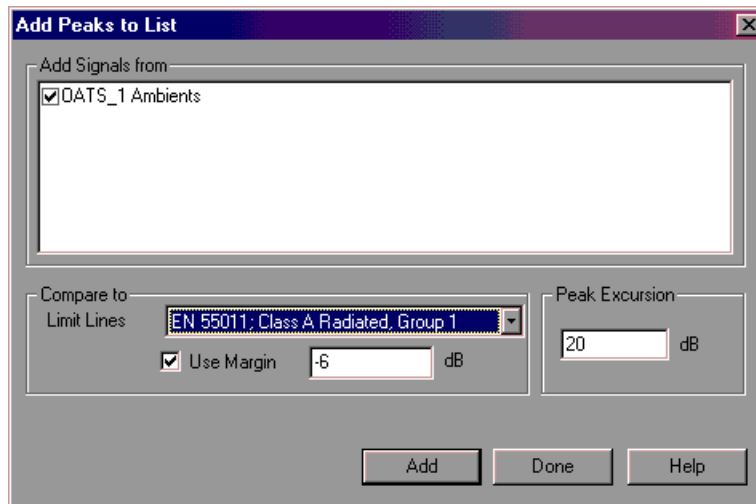 Add Peaks to List
Add Signals from
OATS_1 Ambients
Compare to
Limit Lines
EN 55011; Class A Radiated, Group 1
Use Margin -6 dB
Peak Excursion
20 dB
Add Done Help